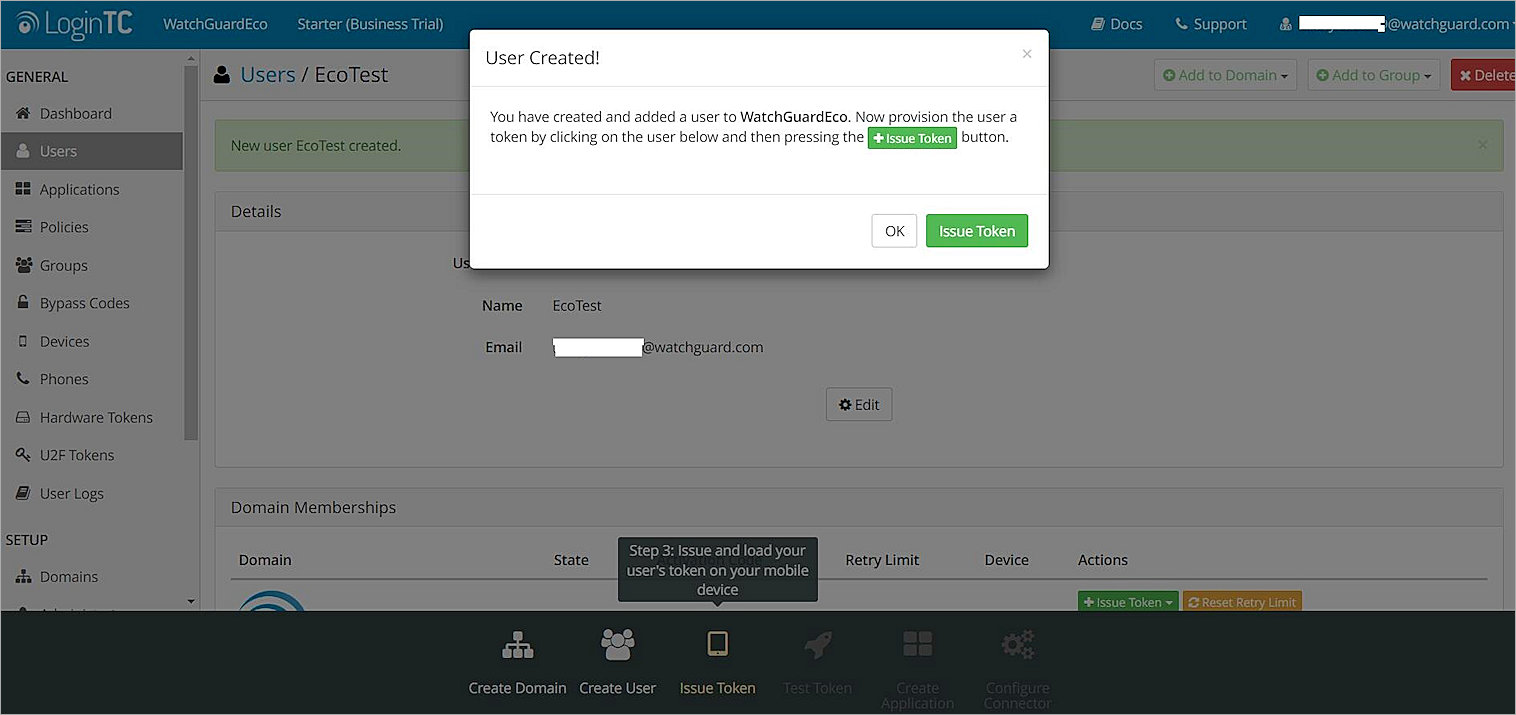 LoginTC WatchGuardEco Starter (Business Trial) Docs Support @watchguard.com
GENERAL
Dashboard
Users
Applications
Policies
Groups
Bypass Codes
Devices
Phones
Hardware Tokens
U2F Tokens
User Logs
SETUP
Domains
Users / EcoTest
Add to Domain
Add to Group
Delete
New user EcoTest created.
User Created!
You have created and added a user to WatchGuardEco. Now provision the user a
token by clicking on the user below and then pressing the Issue Token button.
OK Issue Token
Details
Name EcoTest
Email @watchguard.com
Edit
Domain Memberships
Domain State Retry Limit Device Actions
Issue Token Reset Retry Limit
Step 3: Issue and load your
user's token on your mobile
device
Create Domain
Create User
Issue Token
Test Token
Create
Application
Configure
Connector